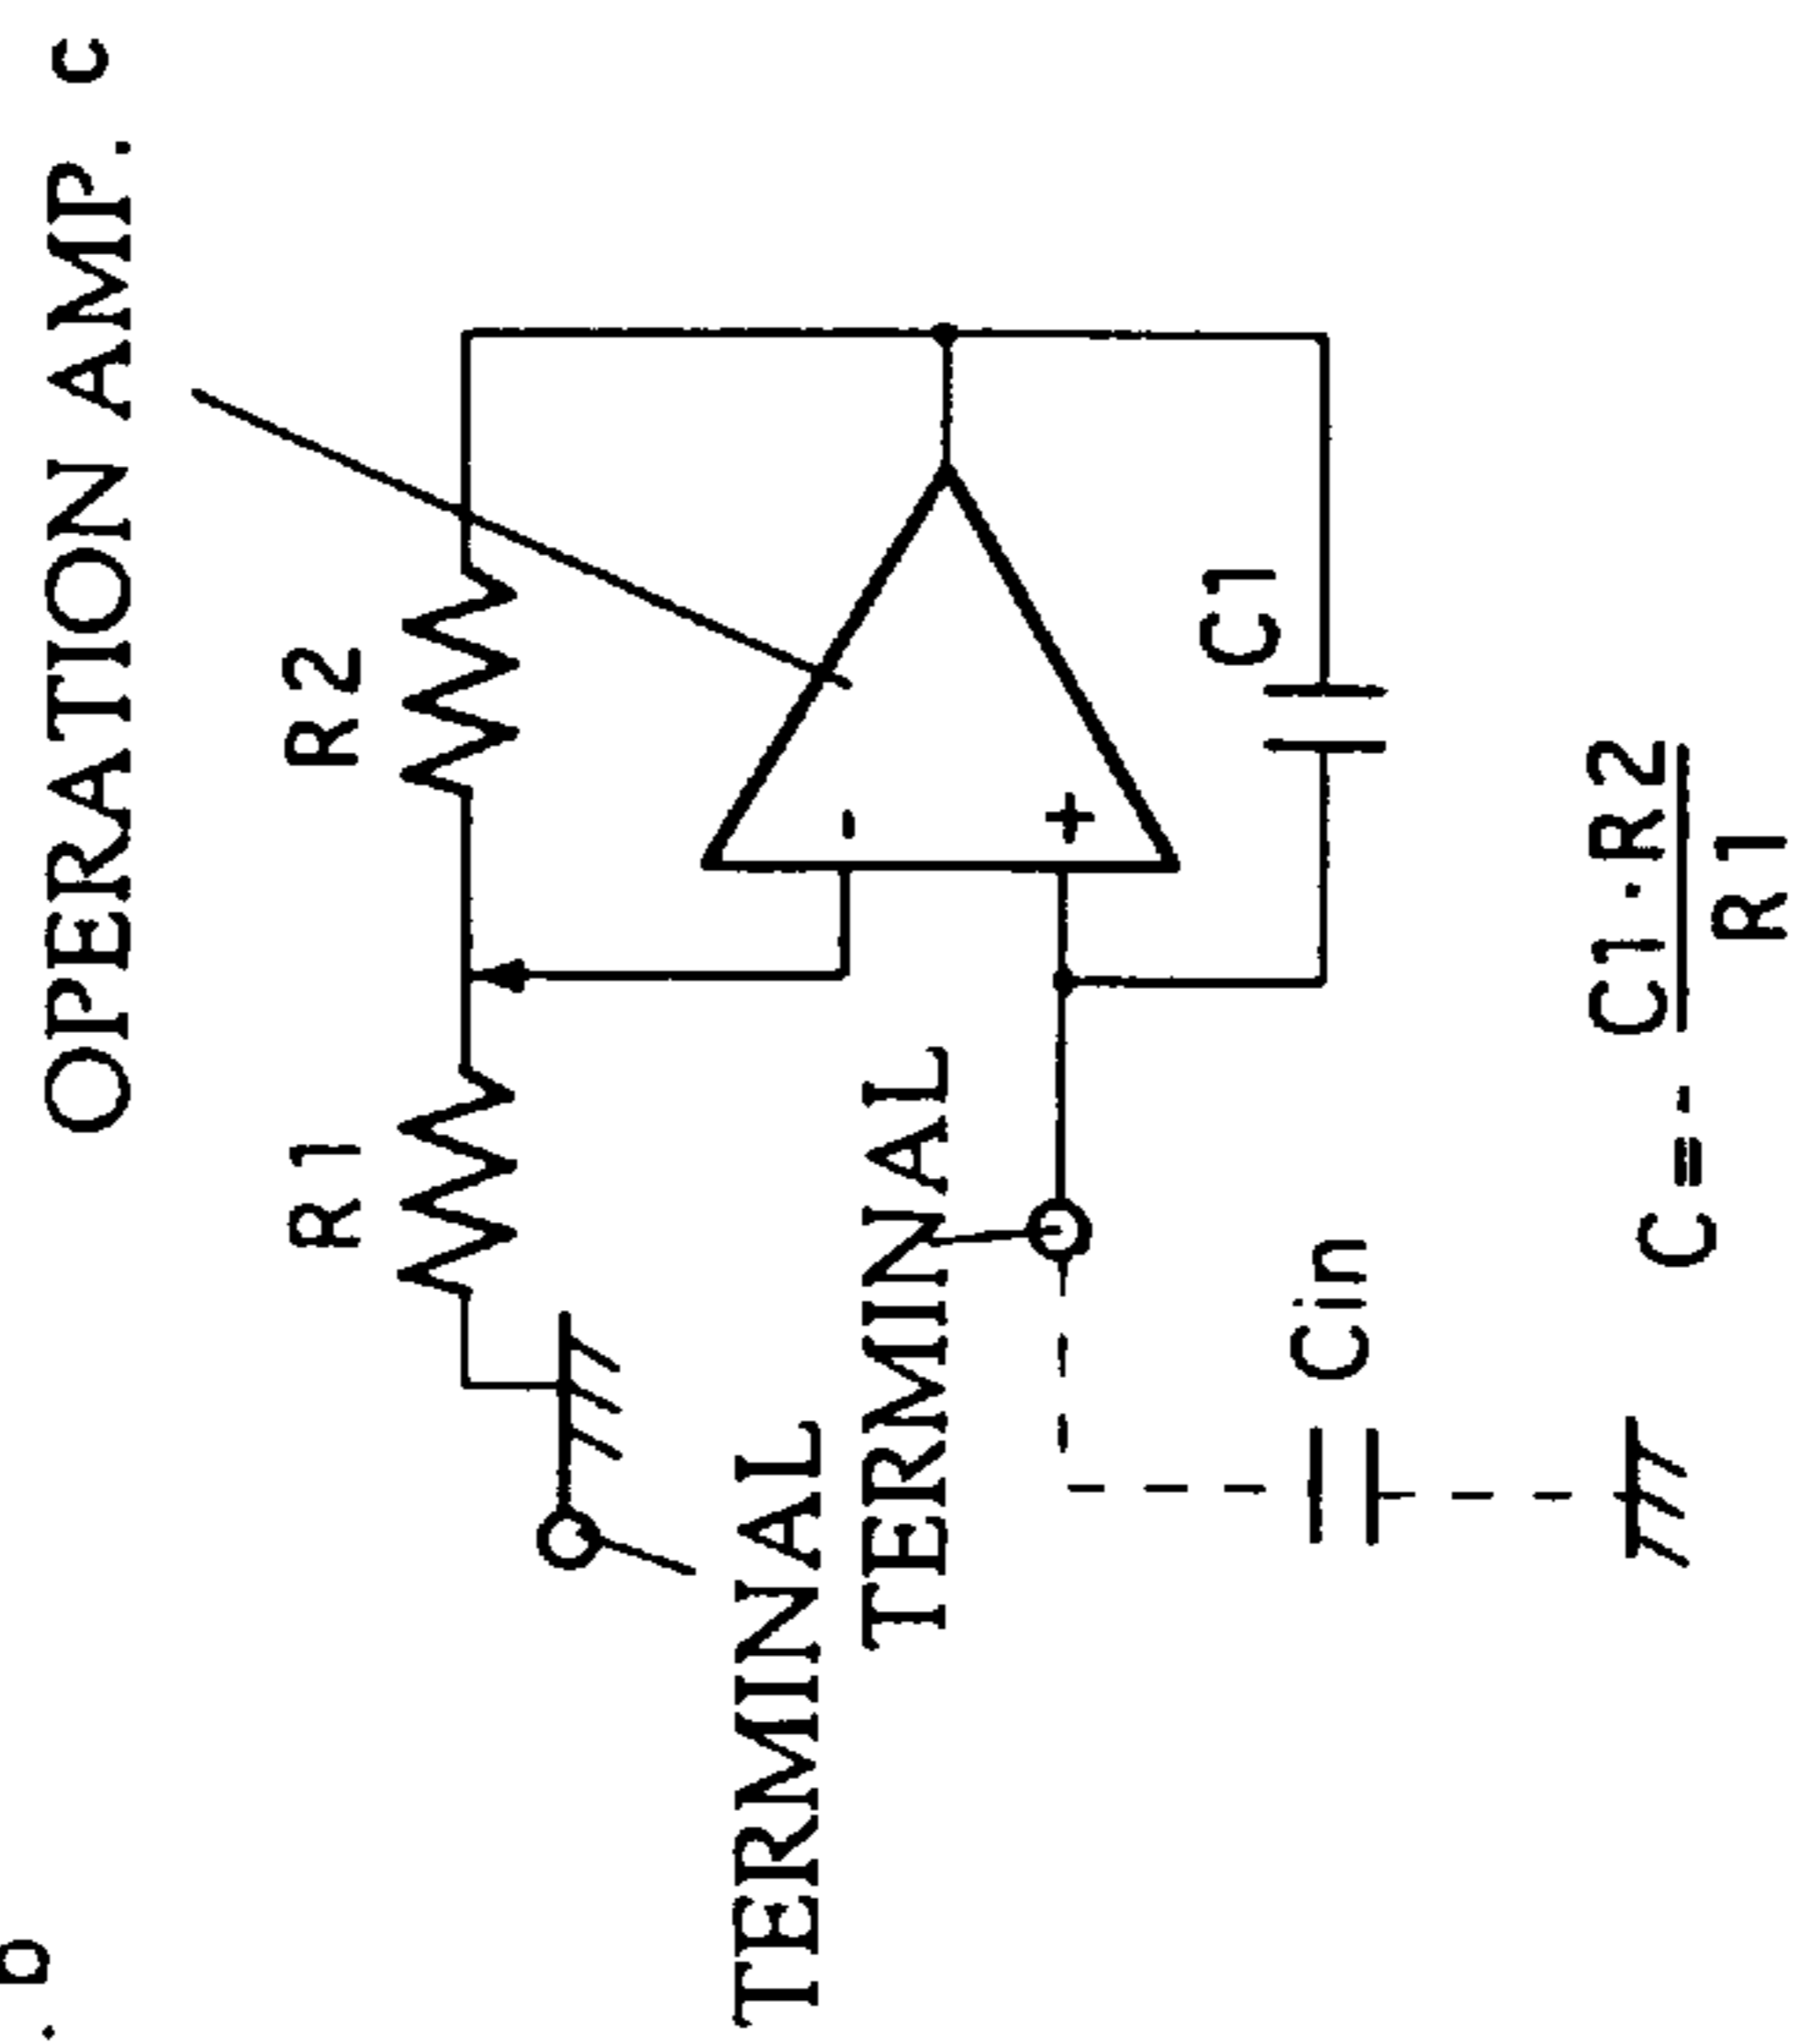 . b
OPERATION AMP. c
R1
R2
-
+
TERMINAL
TERMINAL
C1
Cin
C = - C1·R2
R1